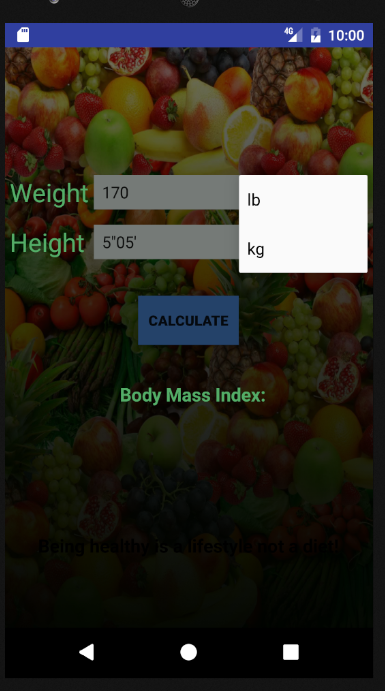 4G 10:00
Weight 170
lb
Height 5"05'
kg
CALCULATE
Body Mass Index:
Being healthy is a lifestyle not a diet!